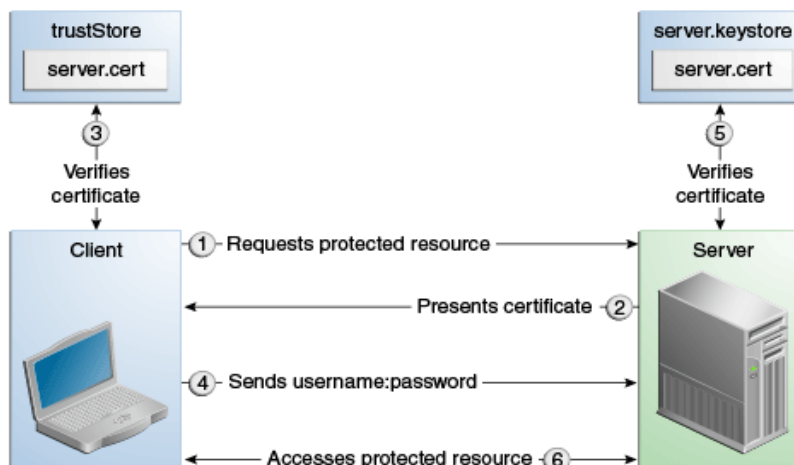 trustStore
server.cert
server.keystore
server.cert
3
5
Verifies
certificate
Verifies
certificate
Client
1 Requests protected resource
Server
Presents certificate 2
4 Sends username:password
Accesses protected resource 6